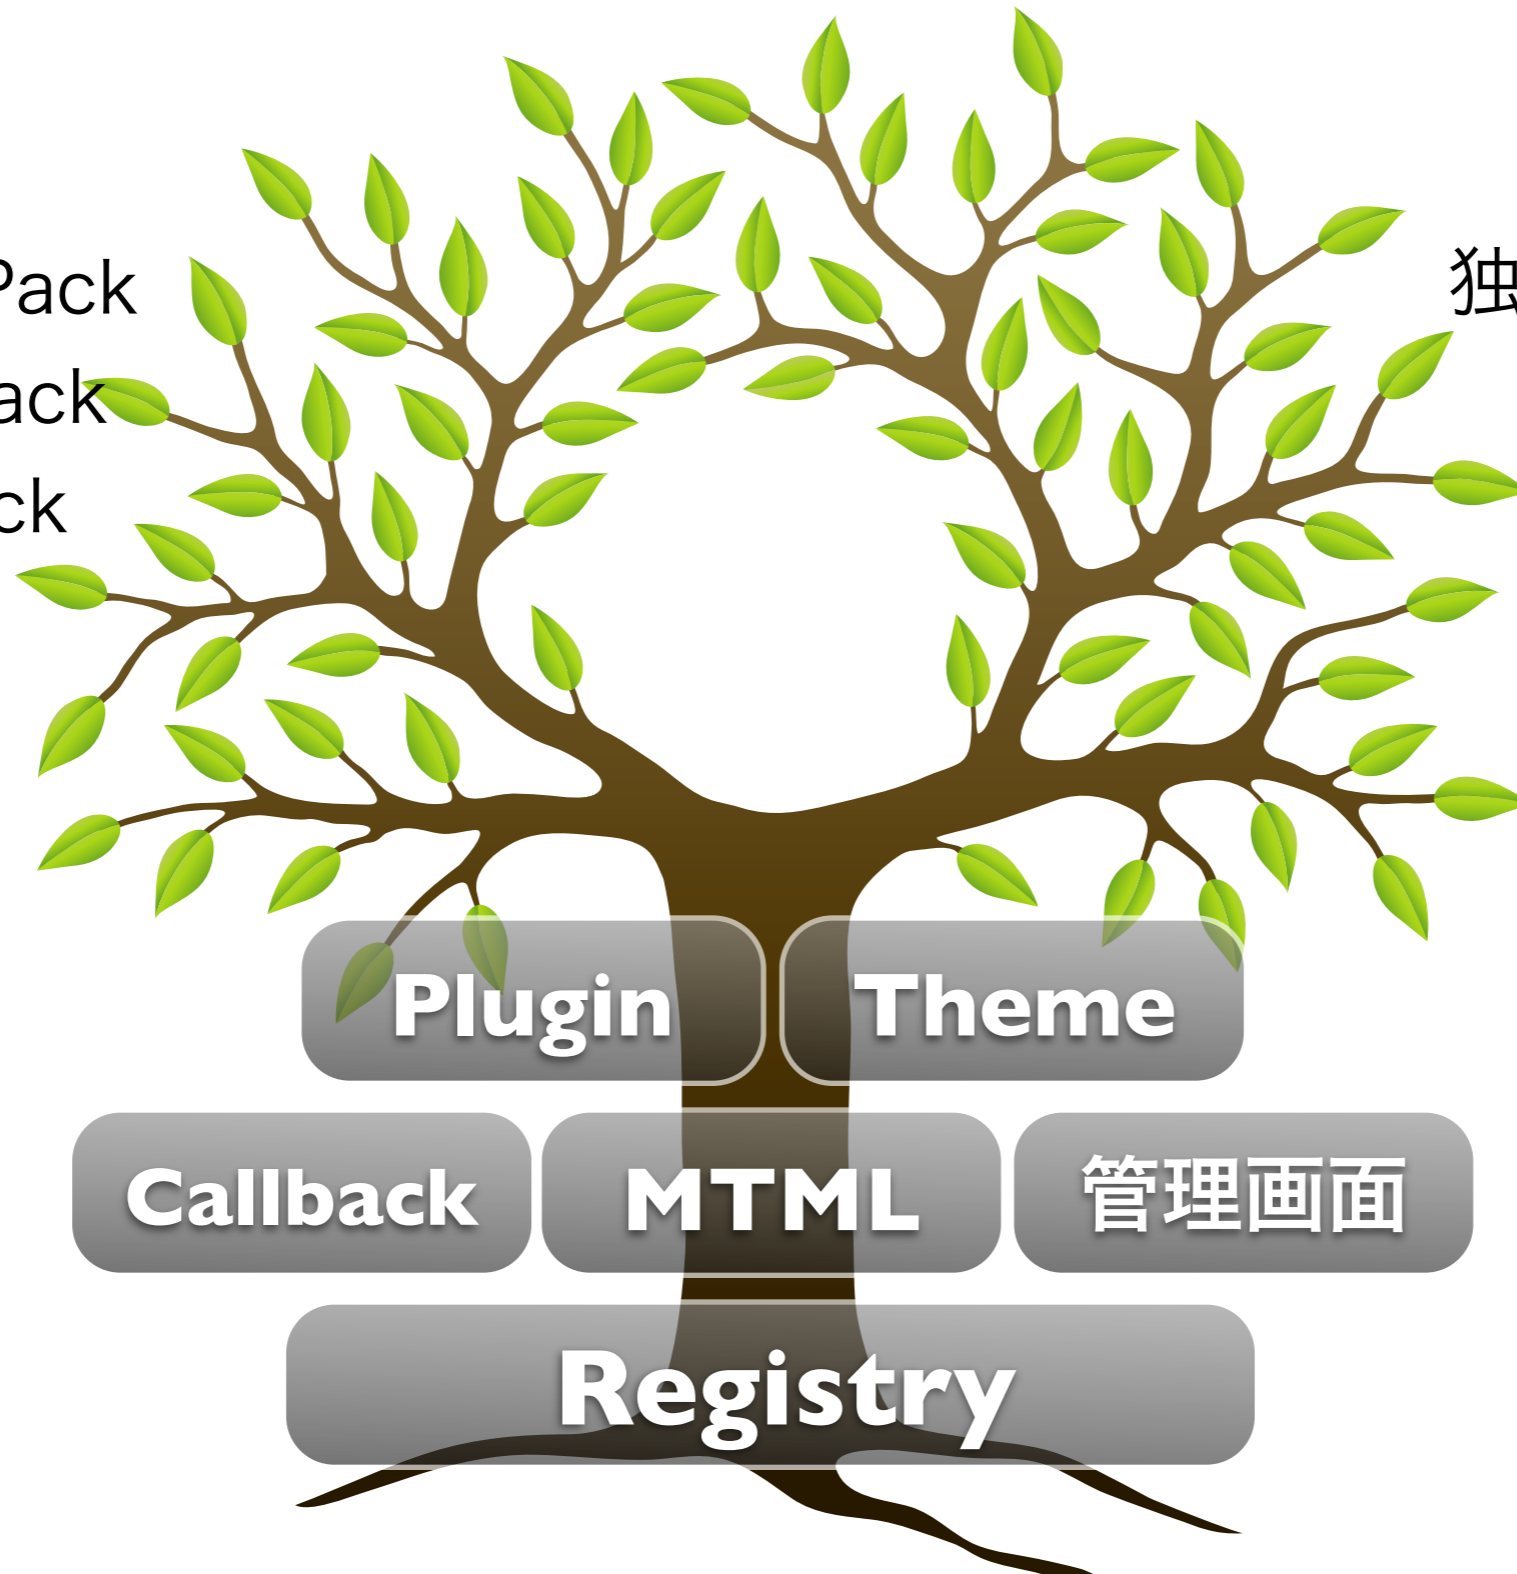 Pack
ack
ck
独
Plugin
Theme
Callback
MTML
管理画面
Registry